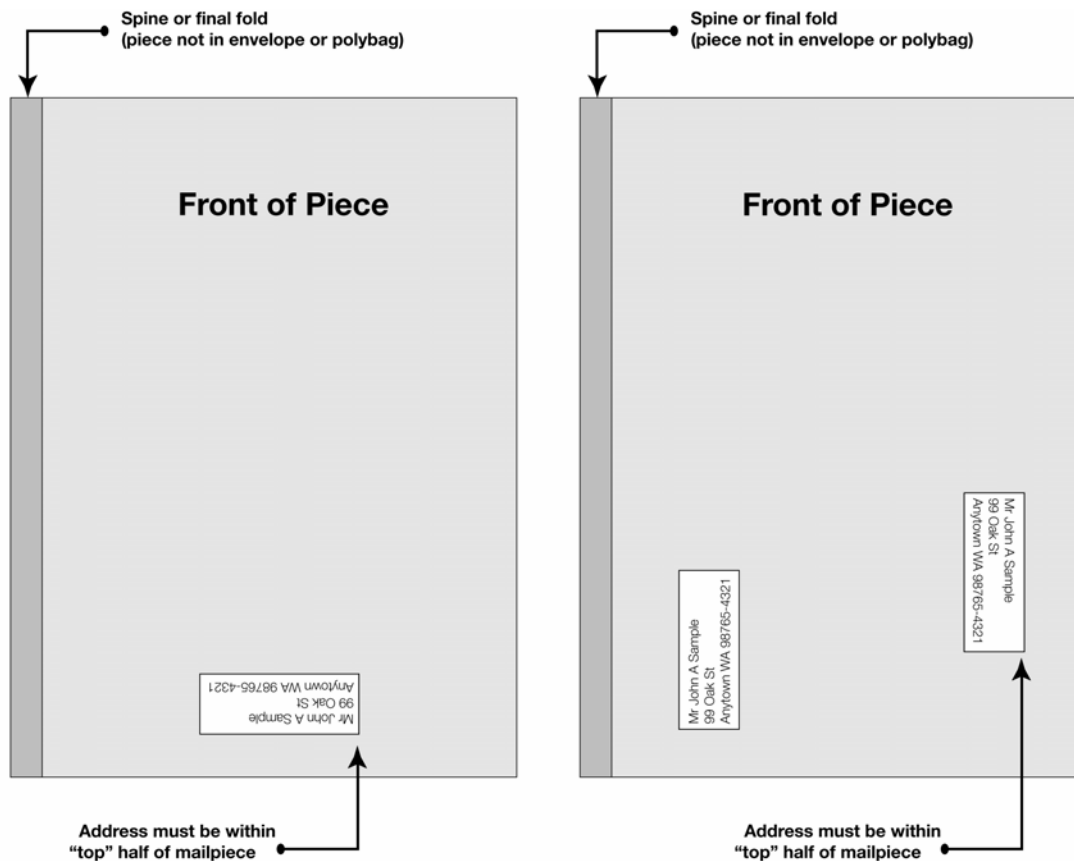 Spine or final fold
(piece not in envelope or polybag)
Front of Piece
Mr John A Sample
99 Oak St
Anytown WA 98765-4321
Address must be within
“top” half of mailpiece
Spine or final fold
(piece not in envelope or polybag)
Front of Piece
Mr John A Sample
99 Oak St
Anytown WA 98765-4321
Mr John A Sample
99 Oak St
Anytown WA 98765-4321
Address must be within
“top” half of mailpiece